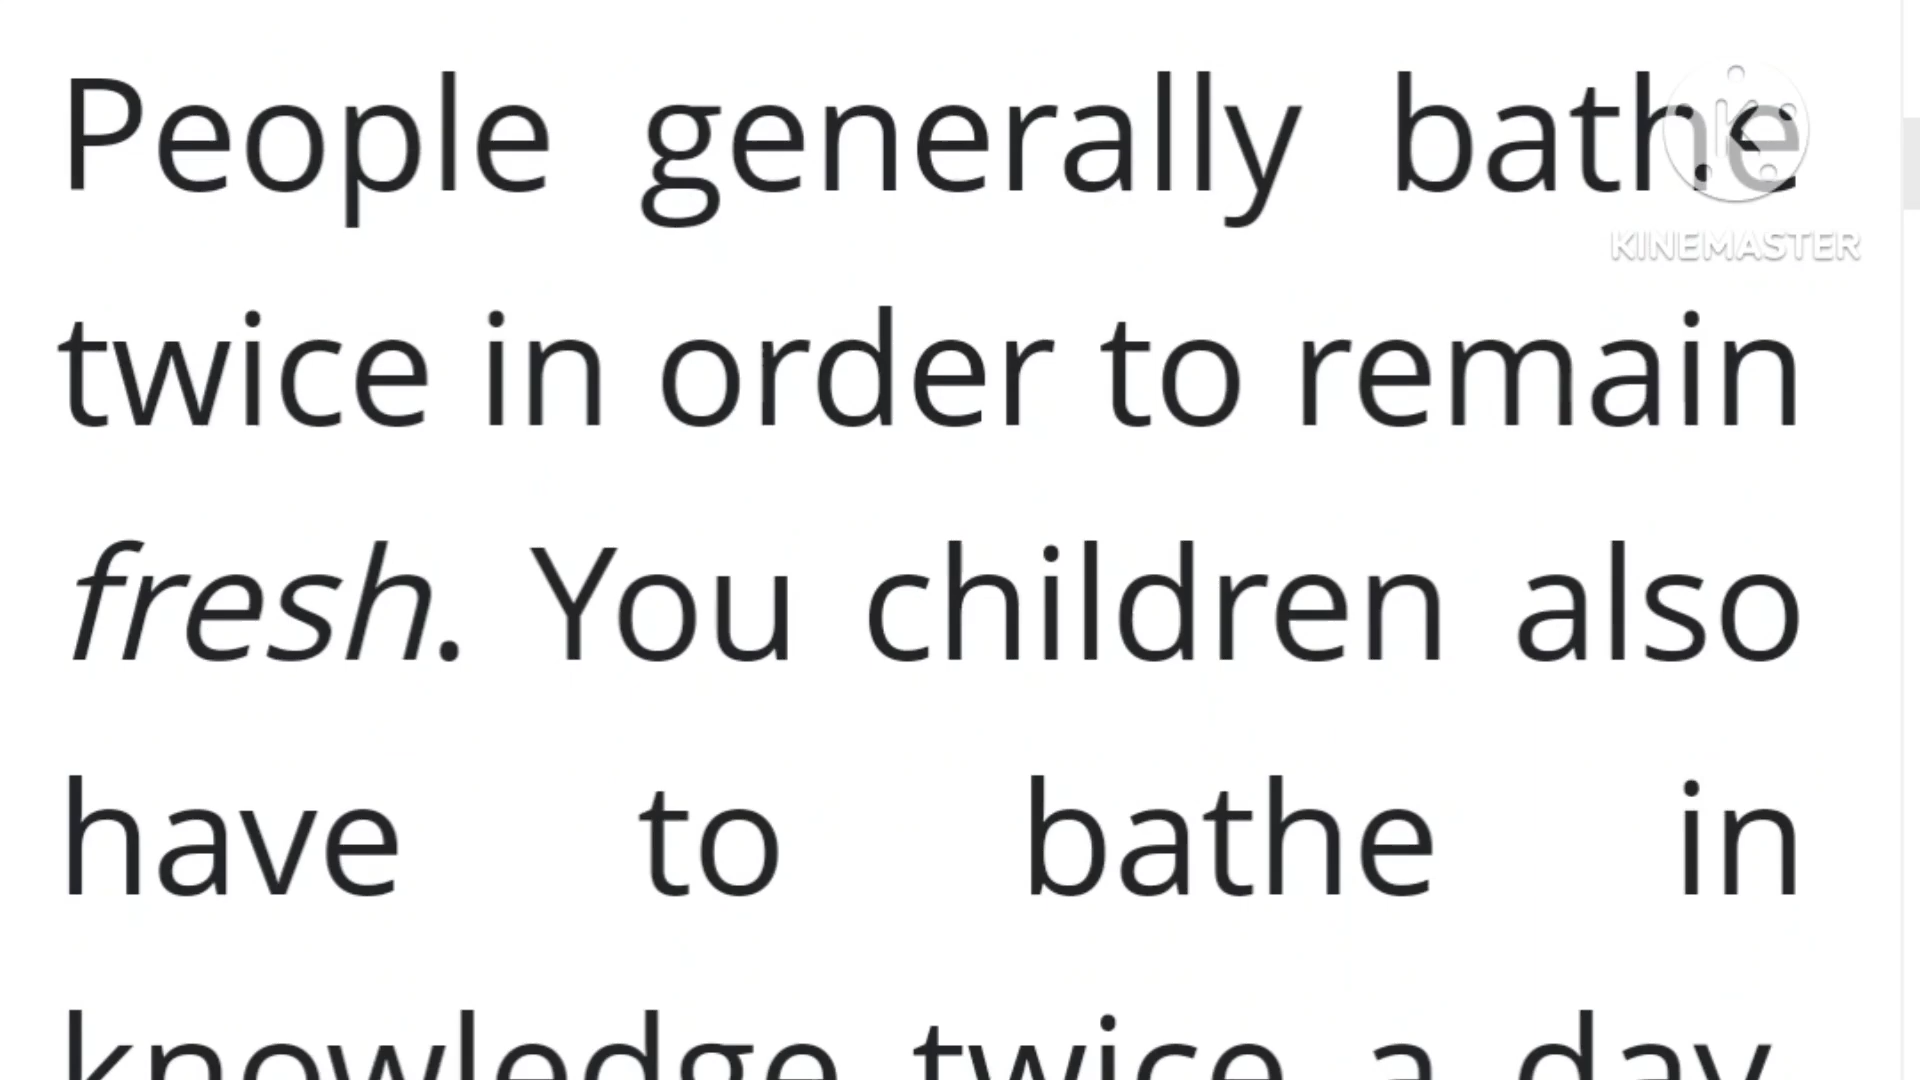 People generally bathe
KINEMASTER
twice in order to remain
fresh. You children also
have to bathe in
knowledge twice a day.